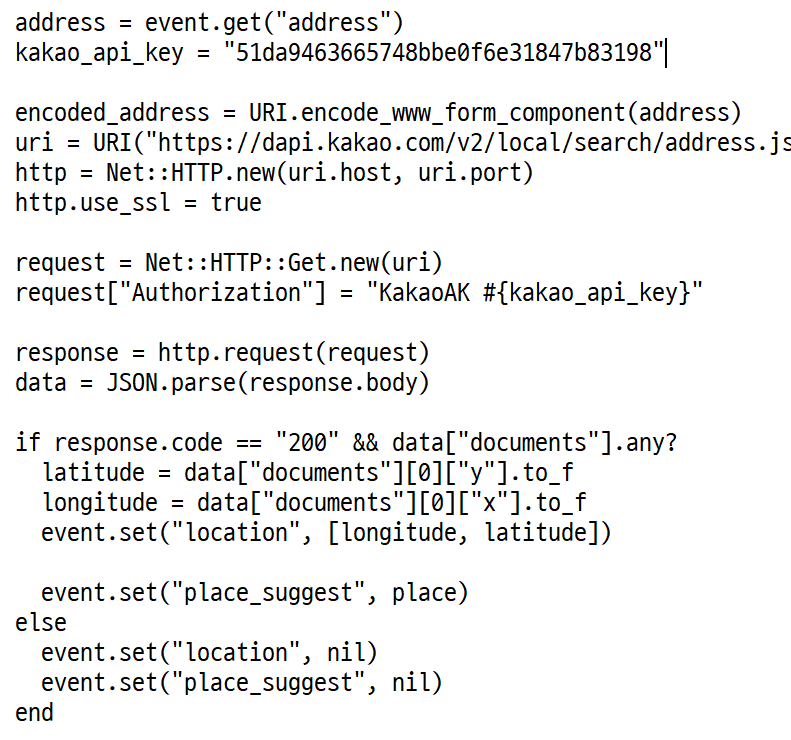 address = event.get("address")
kakao_api_key = "51da9463665748bbe0f6e31847b83198"
encoded_address = URI.encode_www_form_component(address)
uri = URI("https://dapi.kakao.com/v2/local/search/address.js
http = Net::HTTP.new(uri.host, uri.port)
http.use_ssl = true
request = Net::HTTP::Get.new(uri)
request["Authorization"] = "KakaoAK #{kakao_api_key}"
response = http.request(request)
data = JSON.parse(response.body)
if response.code == "200" && data["documents"].any?
  latitude = data["documents"][0]["y"].to_f
  longitude = data["documents"][0]["x"].to_f
  event.set("location", [longitude, latitude])
  event.set("place_suggest", place)
else
  event.set("location", nil)
  event.set("place_suggest", nil)
end